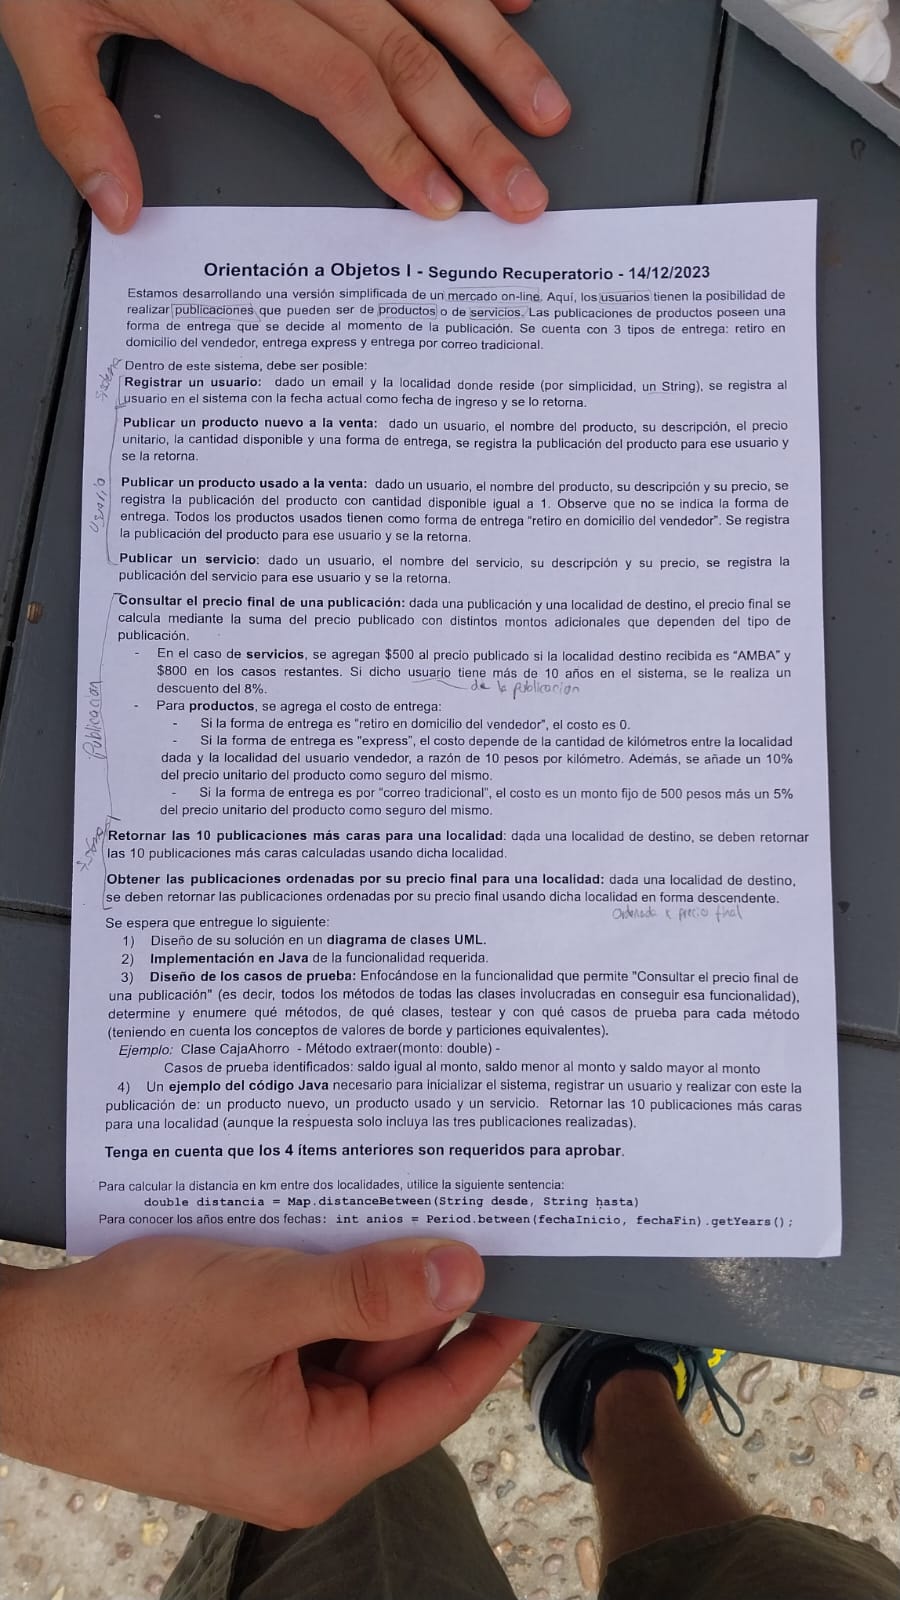 Orientación a Objetos I - Segundo Recuperatorio - 14/12/2023
Estamos desarrollando una versión simplificada de un mercado on-line. Aquí, los usuarios tienen la posibilidad de
realizar publicaciones que pueden ser de productos o de servicios. Las publicaciones de productos poseen una
forma de entrega que se decide al momento de la publicación. Se cuenta con 3 tipos de entrega: retiro en
domicilio del vendedor, entrega express y entrega por correo tradicional.
Sistema
Dentro de este sistema, debe ser posible:
Registrar un usuario: dado un email y la localidad donde reside (por simplicidad, un String), se registra al
usuario en el sistema con la fecha actual como fecha de ingreso y se lo retorna.
Usuario
Publicar un producto nuevo a la venta: dado un usuario, el nombre del producto, su descripción, el precio
unitario, la cantidad disponible y una forma de entrega, se registra la publicación del producto para ese usuario y
se la retorna.
Publicar un producto usado a la venta: dado un usuario, el nombre del producto, su descripción y su precio, se
registra la publicación del producto con cantidad disponible igual a 1. Observe que no se indica la forma de
entrega. Todos los productos usados tienen como forma de entrega "retiro en domicilio del vendedor". Se registra
la publicación del producto para ese usuario y se la retorna.
Publicar un servicio: dado un usuario, el nombre del servicio, su descripción y su precio, se registra la
publicación del servicio para ese usuario y se la retorna.
Publicacion
Consultar el precio final de una publicación: dada una publicación y una localidad de destino, el precio final se
calcula mediante la suma del precio publicado con distintos montos adicionales que dependen del tipo de
publicación.
- En el caso de servicios, se agregan $500 al precio publicado si la localidad destino recibida es "AMBA" y
$800 en los casos restantes. Si dicho usuario tiene más de 10 años en el sistema, se le realiza un
descuento del 8%.
de la publicacion
- Para productos, se agrega el costo de entrega:
- Si la forma de entrega es "retiro en domicilio del vendedor", el costo es 0.
- Si la forma de entrega es "express", el costo depende de la cantidad de kilómetros entre la localidad
dada y la localidad del usuario vendedor, a razón de 10 pesos por kilómetro. Además, se añade un 10%
del precio unitario del producto como seguro del mismo.
- Si la forma de entrega es por "correo tradicional", el costo es un monto fijo de 500 pesos más un 5%
del precio unitario del producto como seguro del mismo.
Retornar las 10 publicaciones más caras para una localidad: dada una localidad de destino, se deben retornar
las 10 publicaciones más caras calculadas usando dicha localidad.
Obtener las publicaciones ordenadas por su precio final para una localidad: dada una localidad de destino,
se deben retornar las publicaciones ordenadas por su precio final usando dicha localidad en forma descendente.
Ordenada x precio final
Se espera que entregue lo siguiente:
1) Diseño de su solución en un diagrama de clases UML.
2) Implementación en Java de la funcionalidad requerida.
3) Diseño de los casos de prueba: Enfocándose en la funcionalidad que permite "Consultar el precio final de
una publicación" (es decir, todos los métodos de todas las clases involucradas en conseguir esa funcionalidad),
determine y enumere qué métodos, de qué clases, testear y con qué casos de prueba para cada método
(teniendo en cuenta los conceptos de valores de borde y particiones equivalentes).
Ejemplo: Clase CajaAhorro - Método extraer(monto: double) -
Casos de prueba identificados: saldo igual al monto, saldo menor al monto y saldo mayor al monto
4) Un ejemplo del código Java necesario para inicializar el sistema, registrar un usuario y realizar con este la
publicación de: un producto nuevo, un producto usado y un servicio. Retornar las 10 publicaciones más caras
para una localidad (aunque la respuesta solo incluya las tres publicaciones realizadas).
Tenga en cuenta que los 4 ítems anteriores son requeridos para aprobar.
Para calcular la distancia en km entre dos localidades, utilice la siguiente sentencia:
double distancia = Map.distanceBetween(String desde, String hasta)
Para conocer los años entre dos fechas: int anios = Period.between(fechaInicio, fechaFin).getYears();